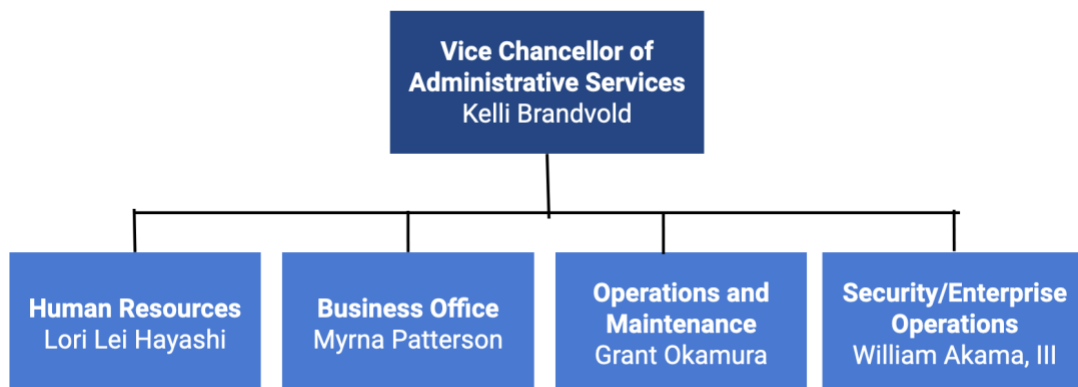 Vice Chancellor of
Administrative Services
Kelli Brandvold
Human Resources
Lori Lei Hayashi
Business Office
Myrna Patterson
Operations and
Maintenance
Grant Okamura
Security/Enterprise
Operations
William Akama, III